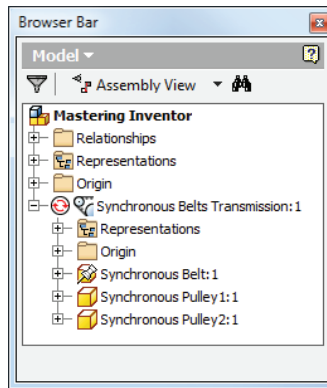 Browser Bar
Model
Assembly View
Mastering Inventor
Relationships
Representations
Origin
Synchronous Belts Transmission:1
Representations
Origin
Synchronous Belt:1
Synchronous Pulley1:1
Synchronous Pulley2:1